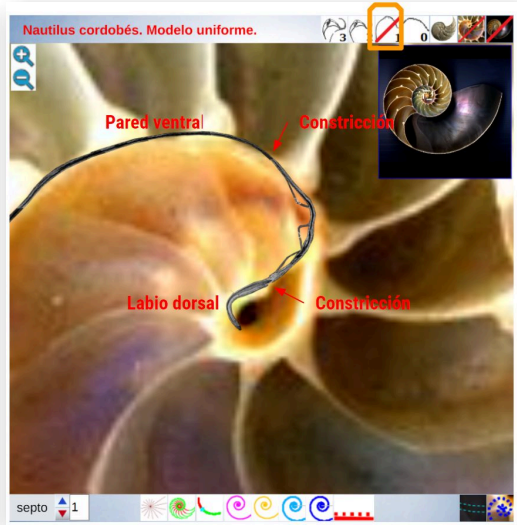 Nautilus cordobés. Modelo uniforme.
3
1
0
Pared ventral
Constricción
Labio dorsal
Constricción
septo
1